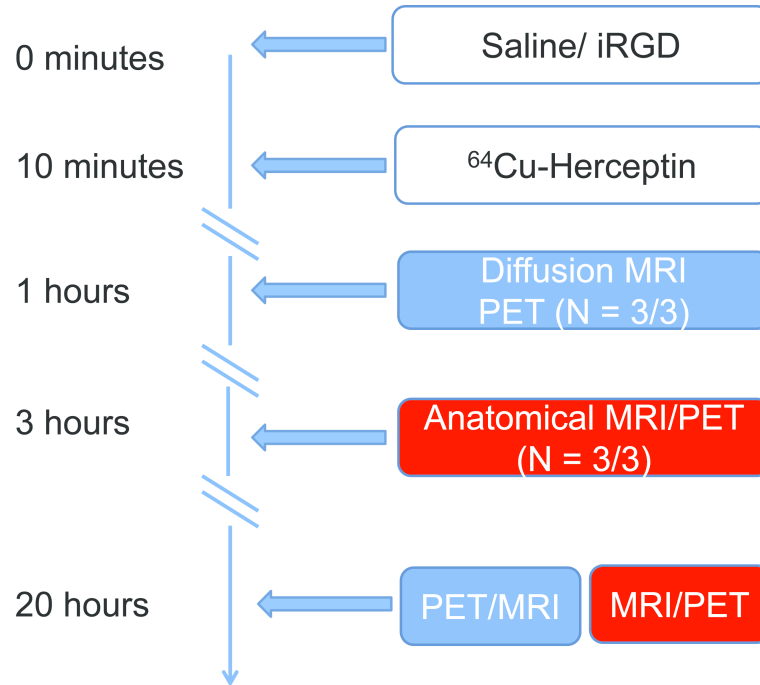 0 minutes
Saline/ iRGD
10 minutes
⁶⁴Cu-Herceptin
1 hours
Diffusion MRI
PET (N = 3/3)
3 hours
Anatomical MRI/PET
(N = 3/3)
20 hours
PET/MRI
MRI/PET